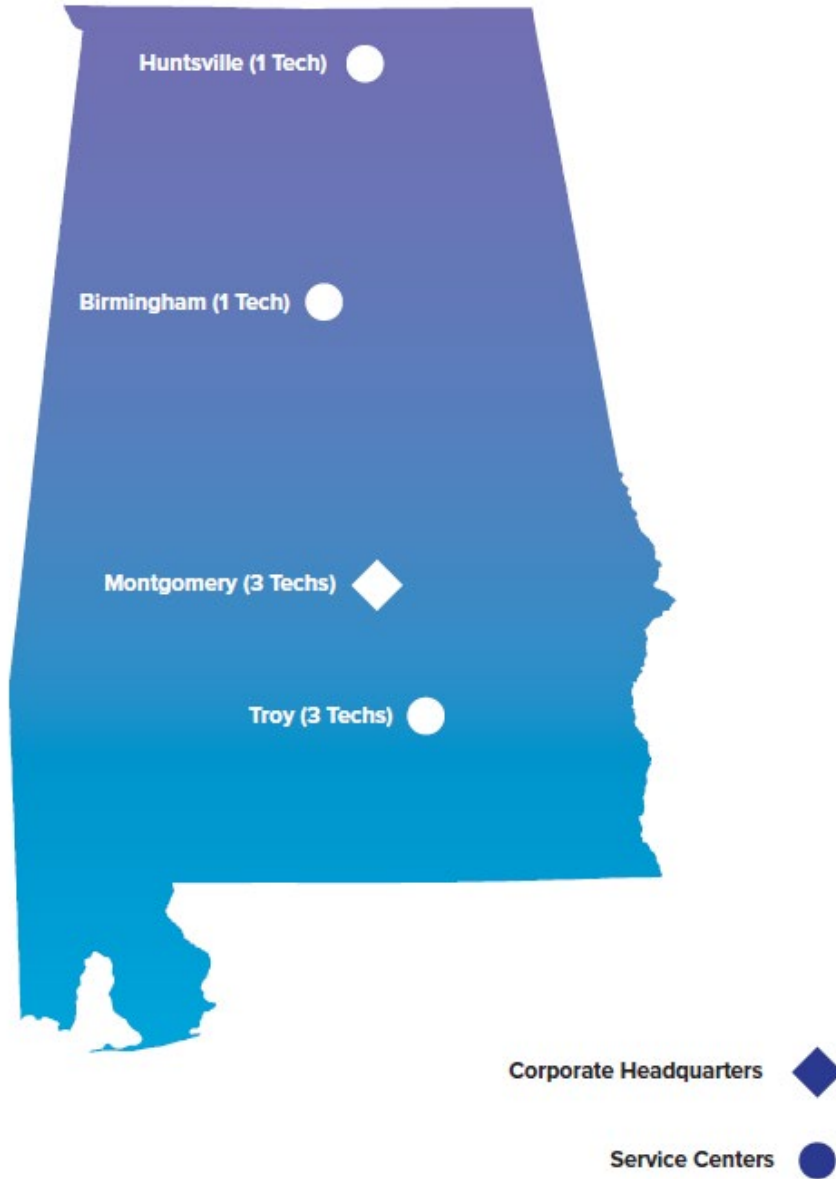 Huntsville (1 Tech)
Birmingham (1 Tech)
Montgomery (3 Techs)
Troy (3 Techs)
Corporate Headquarters
Service Centers